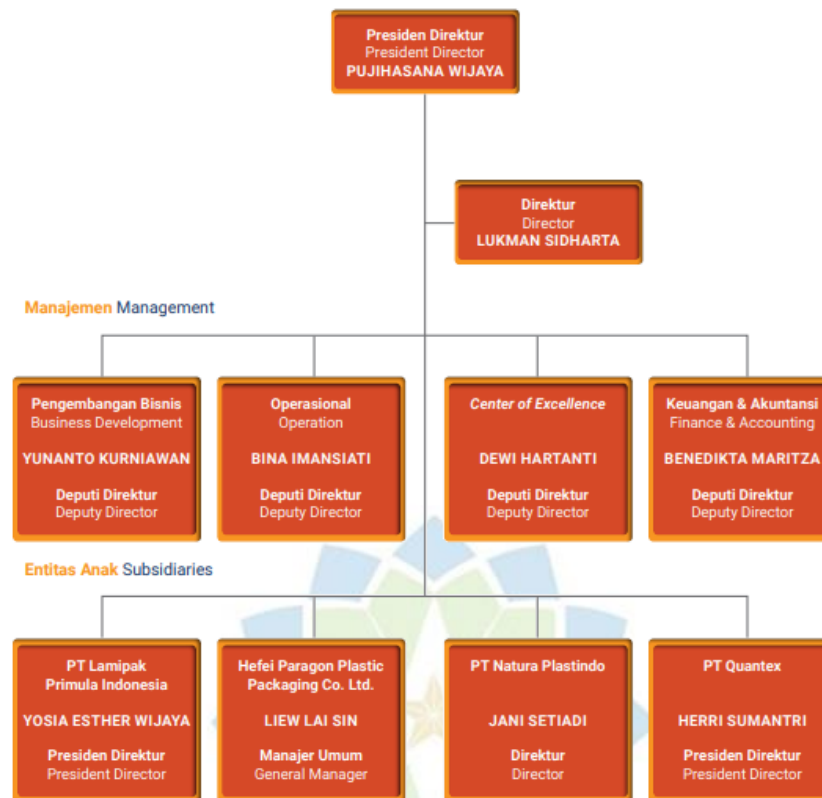 Presiden Direktur
President Director
PUJIHASANA WIJAYA
Direktur
Director
LUKMAN SIDHARTA
Manajemen Management
Pengembangan Bisnis
Business Development
YUNANTO KURNIAWAN
Deputi Direktur
Deputy Director
Operasional
Operation
BINA IMANSIATI
Deputi Direktur
Deputy Director
Center of Excellence
DEWI HARTANTI
Deputi Direktur
Deputy Director
Keuangan & Akuntansi
Finance & Accounting
BENEDIKTA MARITZA
Deputi Direktur
Deputy Director
Entitas Anak Subsidiaries
PT Lamipak
Primula Indonesia
YOSIA ESTHER WIJAYA
Presiden Direktur
President Director
Hefei Paragon Plastic
Packaging Co. Ltd.
LIEW LAI SIN
Manajer Umum
General Manager
PT Natura Plastindo
JANI SETIADI
Direktur
Director
PT Quantex
HERRI SUMANTRI
Presiden Direktur
President Director